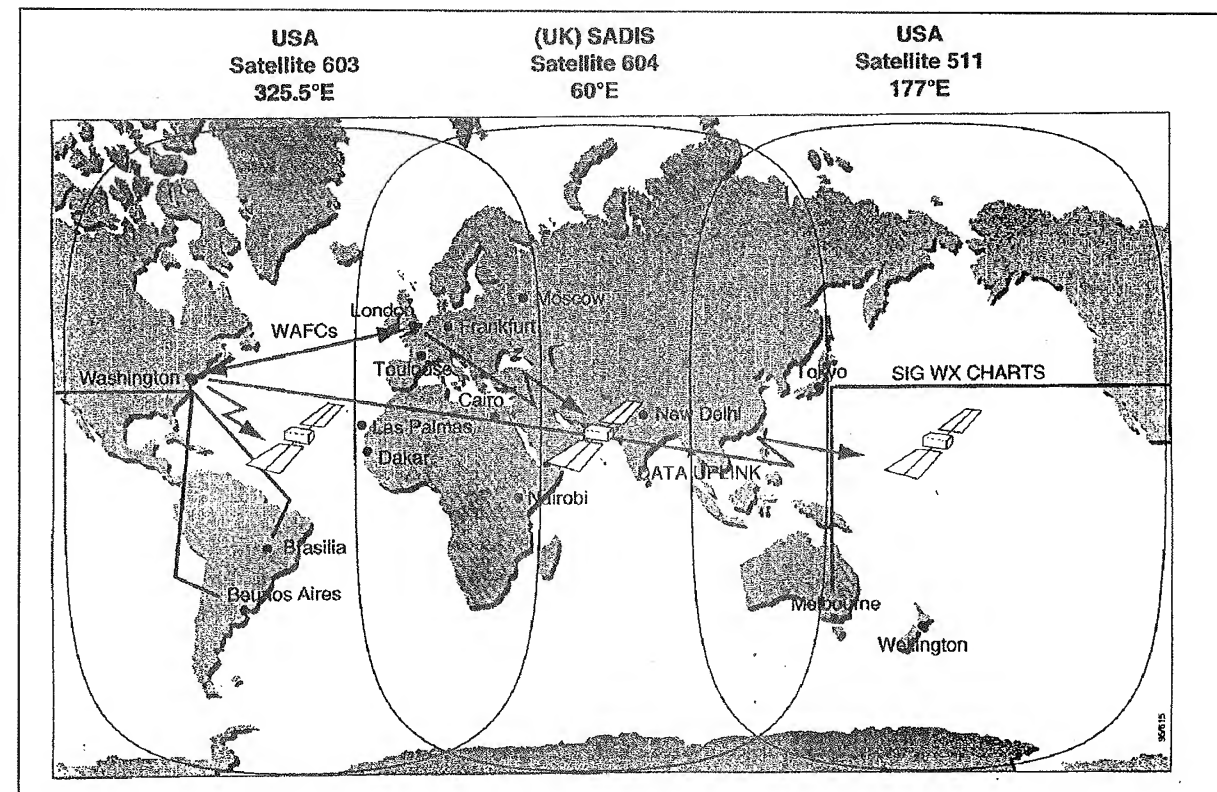 USA
Satellite 603
325.5°E
(UK) SADIS
Satellite 604
60°E
USA
Satellite 511
177°E
Moscow
London
Frankfurt
WAFCs
Toulouse
Washington
Tokyo
SIG WX CHARTS
Cairo
New Delhi
Las Palmas
Dakar
DATA UPLINK
Nairobi
Brasilia
Beunos Aires
Melbourne
Wellington